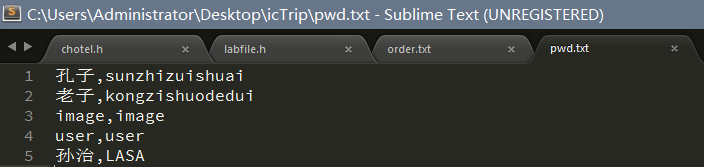 C:\Users\Administrator\Desktop\icTrip\pwd.txt - Sublime Text (UNREGISTERED)
chotel.h × labfile.h × order.txt × pwd.txt ×
1 孔子,sunzhizuishuai
2 老子,kongzishuodedui
3 image,image
4 user,user
5 孙治,LASA